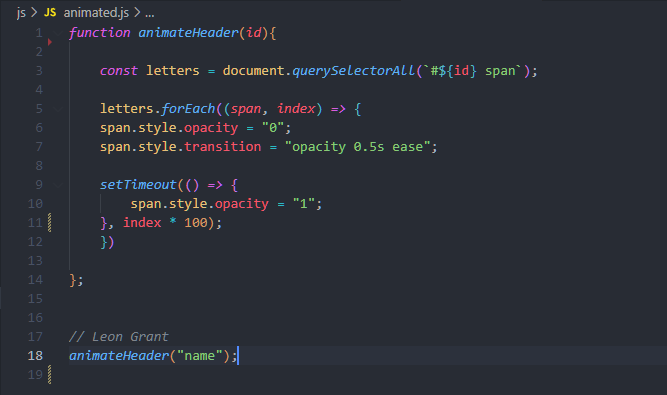 js > JS animated.js > ...
1 function animateHeader(id){
2
3 const letters = document.querySelectorAll(`#${id} span`);
4
5 letters.forEach((span, index) => {
6 span.style.opacity = "0";
7 span.style.transition = "opacity 0.5s ease";
8
9 setTimeout(() => {
10 span.style.opacity = "1";
11 }, index * 100);
12 })
13
14 };
15
16
17 // Leon Grant
18 animateHeader("name");
19